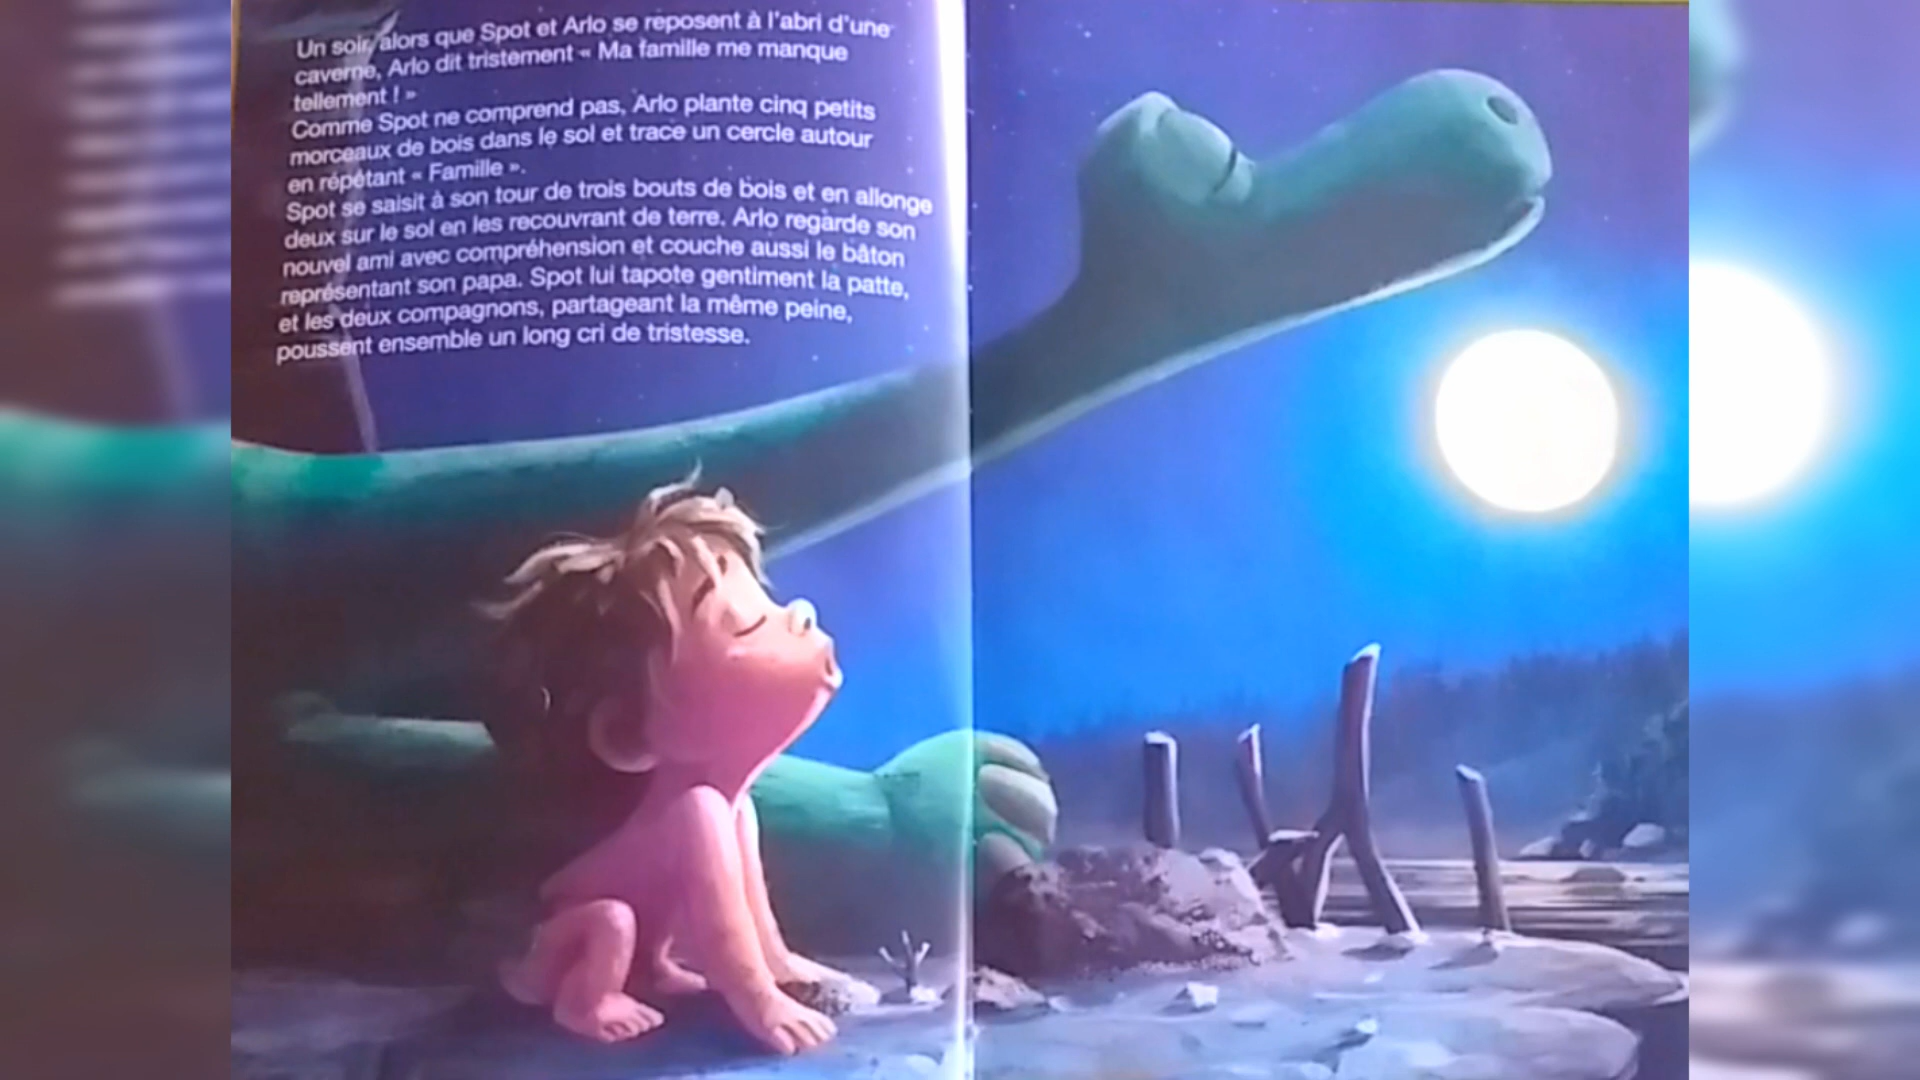 Un soir, alors que Spot et Arlo se reposent à l'abri d'une
caverne, Arlo dit tristement « Ma famille me manque
tellement ! »
Comme Spot ne comprend pas, Arlo plante cinq petits
morceaux de bois dans le sol et trace un cercle autour
en répétant « Famille ».
Spot se saisit à son tour de trois bouts de bois et en allonge
deux sur le sol en les recouvrant de terre. Arlo regarde son
nouvel ami avec compréhension et couche aussi le bâton
représentant son papa. Spot lui tapote gentiment la patte,
et les deux compagnons, partageant la même peine,
poussent ensemble un long cri de tristesse.